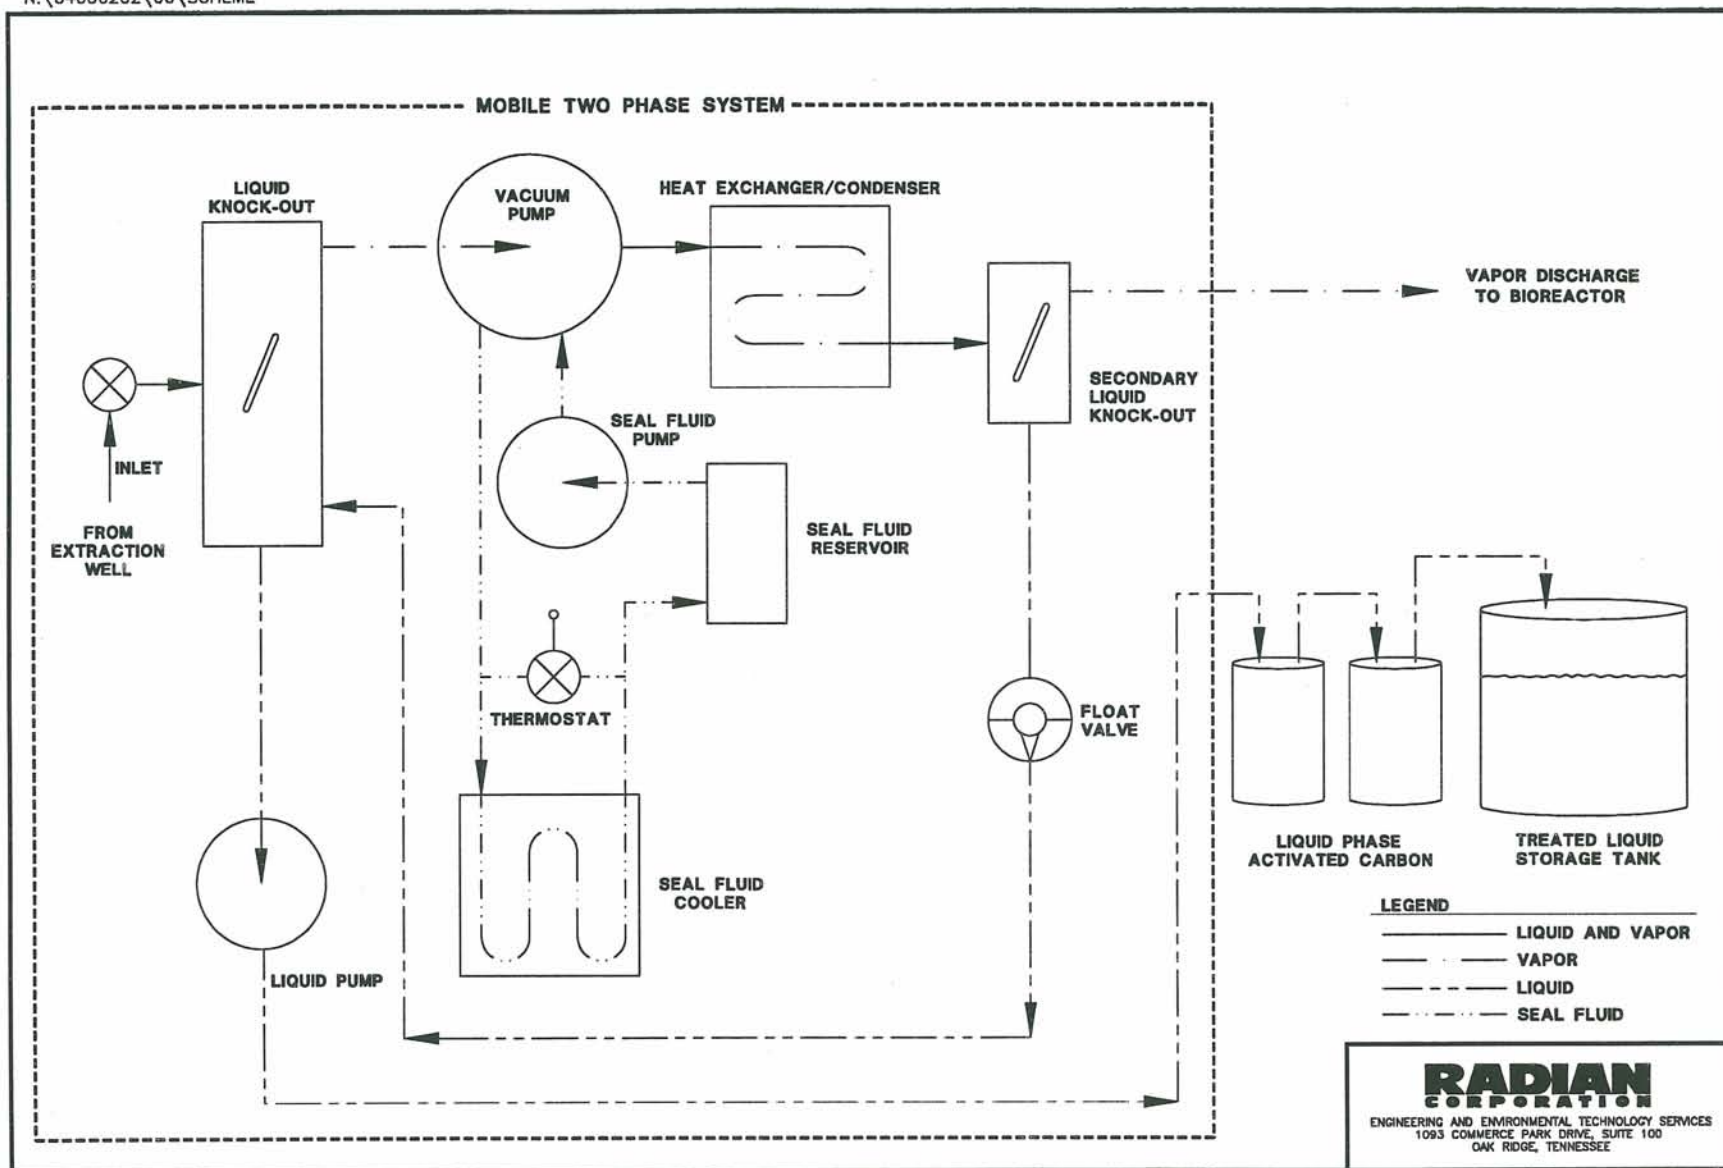 MOBILE TWO PHASE SYSTEM
LIQUID
KNOCK-OUT
VACUUM
PUMP
HEAT EXCHANGER/CONDENSER
VAPOR DISCHARGE
TO BIOREACTOR
SECONDARY
LIQUID
KNOCK-OUT
INLET
FROM
EXTRACTION
WELL
SEAL FLUID
PUMP
SEAL FLUID
RESERVOIR
THERMOSTAT
FLOAT
VALVE
SEAL FLUID
COOLER
LIQUID PUMP
LIQUID PHASE
ACTIVATED CARBON
TREATED LIQUID
STORAGE TANK
LEGEND
LIQUID AND VAPOR
VAPOR
LIQUID
SEAL FLUID
RADIAN
CORPORATION
ENGINEERING AND ENVIRONMENTAL TECHNOLOGY SERVICES
1093 COMMERCE PARK DRIVE, SUITE 100
OAK RIDGE, TENNESSEE